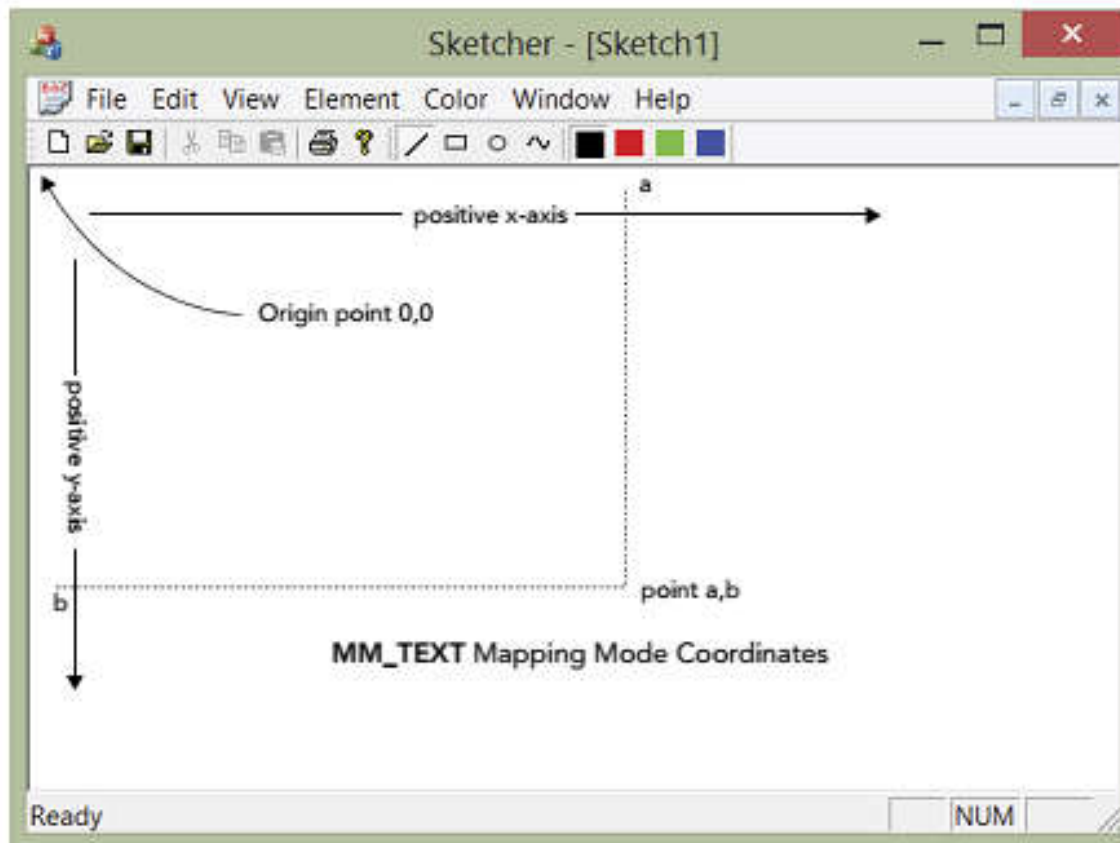 Sketcher - [Sketch1]
File Edit View Element Color Window Help
a
positive x-axis
Origin point 0,0
positive y-axis
b
point a,b
MM_TEXT Mapping Mode Coordinates
Ready NUM